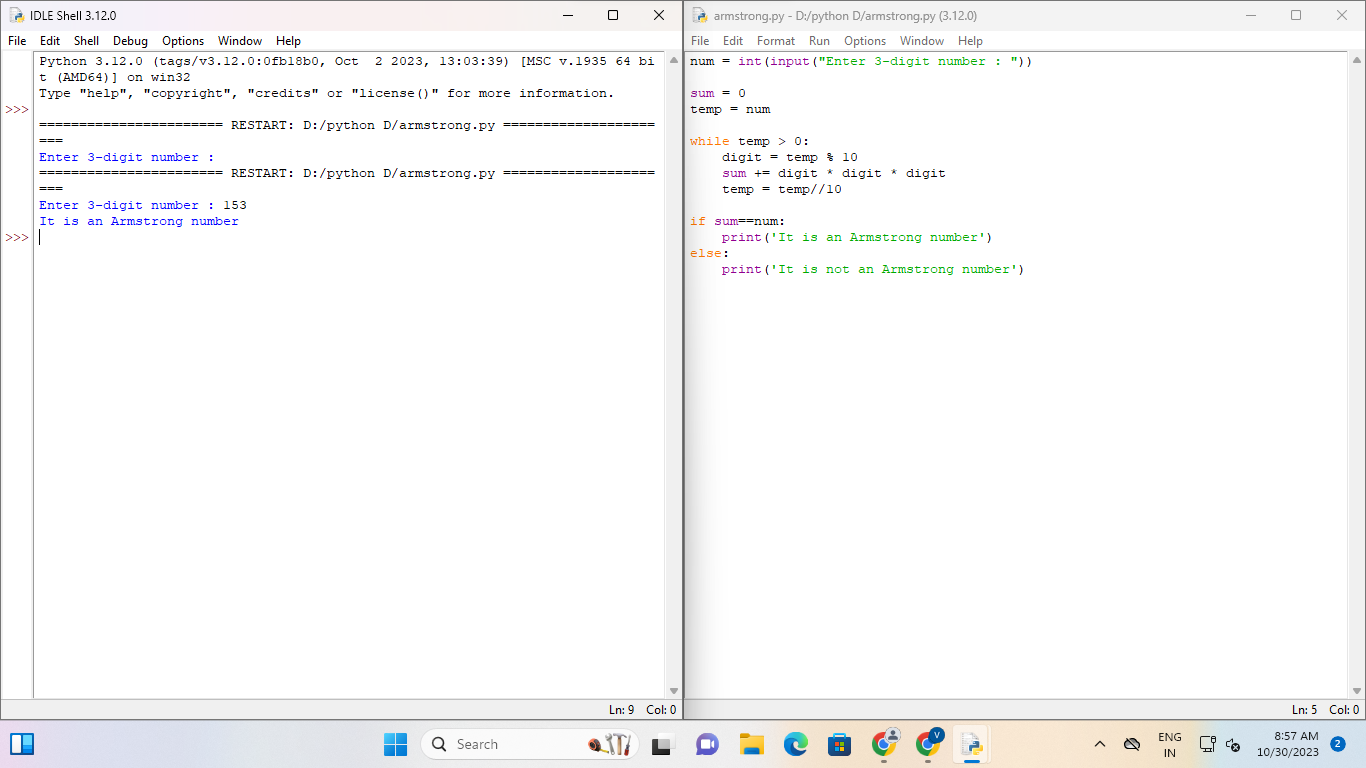 IDLE Shell 3.12.0
File Edit Shell Debug Options Window Help
Python 3.12.0 (tags/v3.12.0:0fb18b0, Oct  2 2023, 13:03:39) [MSC v.1935 64 bi
t (AMD64)] on win32
Type "help", "copyright", "credits" or "license()" for more information.
>>>
======================= RESTART: D:/python D/armstrong.py ===================
===
Enter 3-digit number :
======================= RESTART: D:/python D/armstrong.py ===================
===
Enter 3-digit number : 153
It is an Armstrong number
>>>
Ln: 9 Col: 0
armstrong.py - D:/python D/armstrong.py (3.12.0)
File Edit Format Run Options Window Help
num = int(input("Enter 3-digit number : "))
sum = 0
temp = num
while temp > 0:
    digit = temp % 10
    sum += digit * digit * digit
    temp = temp//10
if sum==num:
    print('It is an Armstrong number')
else:
    print('It is not an Armstrong number')
Ln: 5 Col: 0
Search
V
ENG
IN
8:57 AM
10/30/2023
2